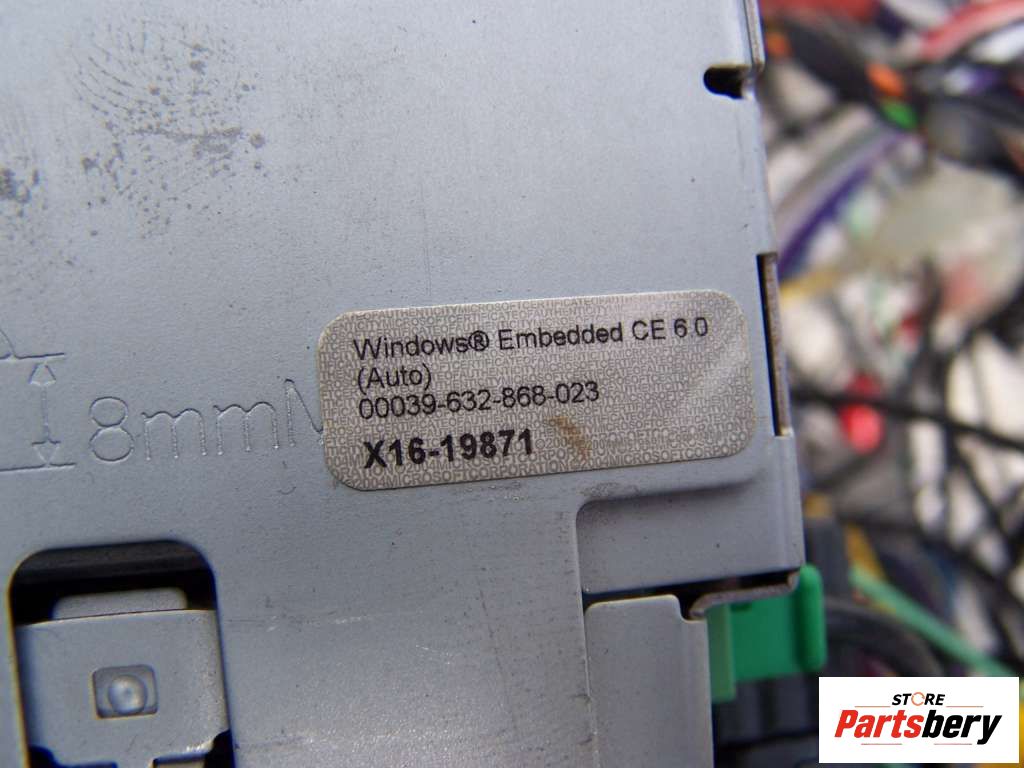 Windows® Embedded CE 6.0
(Auto)
00039-632-868-023
X16-19871
8mm
STORE
Partsbery